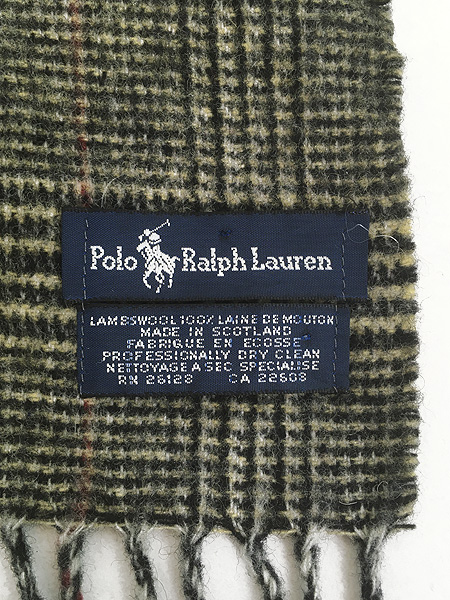 Polo Ralph Lauren
LAMBSWOOL 100% LAINE DE MOUTON
MADE IN SCOTLAND
FABRIQUE EN ECOSSE
PROFESSIONALLY DRY CLEAN
NETTOYAGE A SEC SPECIALISE
RN 26128 CA 22808